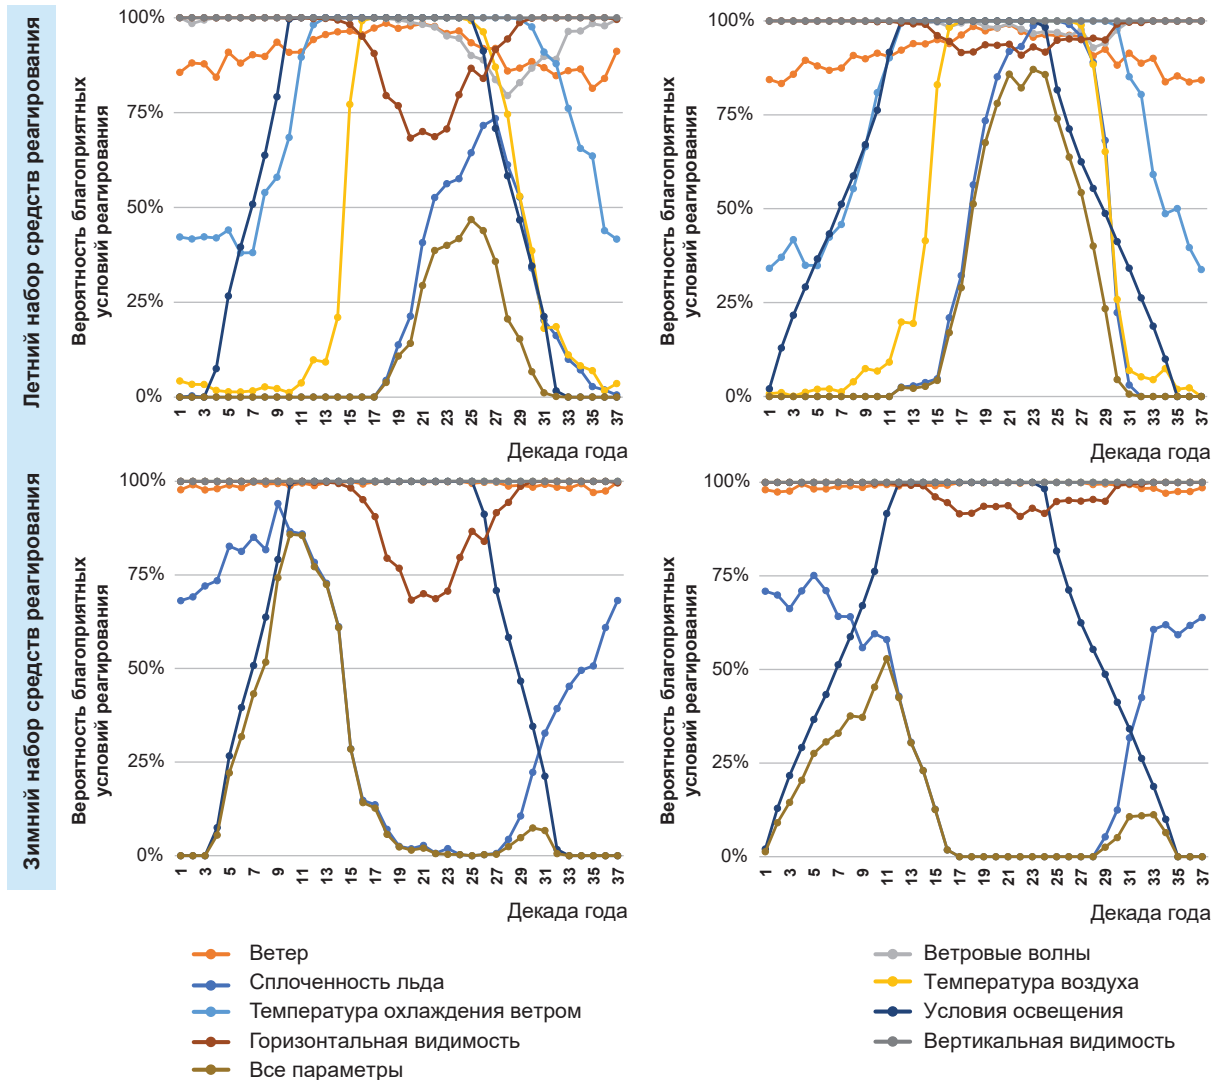 Летний набор средств реагирования
Вероятность благоприятных
условий реагирования
100%
75%
50%
25%
0%
1 3 5 7 9 11 13 15 17 19 21 23 25 27 29 31 33 35 37
Декада года
Вероятность благоприятных
условий реагирования
100%
75%
50%
25%
0%
1 3 5 7 9 11 13 15 17 19 21 23 25 27 29 31 33 35 37
Декада года
Зимний набор средств реагирования
Вероятность благоприятных
условий реагирования
100%
75%
50%
25%
0%
1 3 5 7 9 11 13 15 17 19 21 23 25 27 29 31 33 35 37
Декада года
Вероятность благоприятных
условий реагирования
100%
75%
50%
25%
0%
1 3 5 7 9 11 13 15 17 19 21 23 25 27 29 31 33 35 37
Декада года
Ветер
Сплоченность льда
Температура охлаждения ветром
Горизонтальная видимость
Все параметры
Ветровые волны
Температура воздуха
Условия освещения
Вертикальная видимость